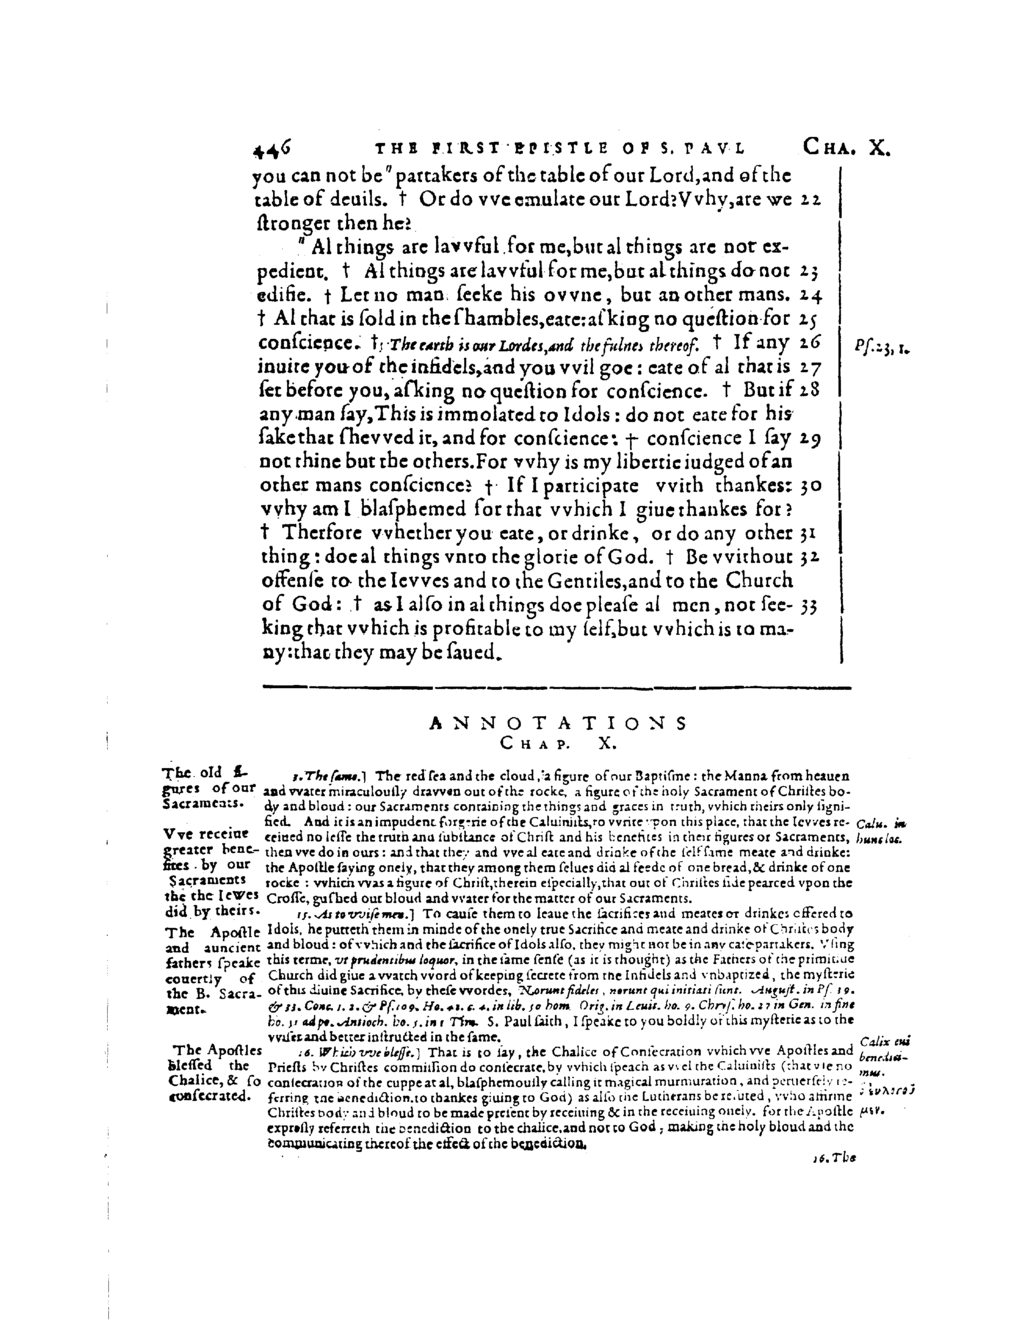 446 THE FIRST EPISTLE OF S. PAVL CHA. X.
you can not be" partakers of the table of our Lord, and of the
table of deuils. † Or do vve emulate our Lord? Vvhy, are we 22
ſtronger then he?
" Al things are lavvful for me, but al things are not ex-
pedient. † Al things are lavvful for me, but al things do not 23
edifie. † Let no man ſeeke his ovvne, but an other mans. 24
† Al that is ſold in the ſhambles, eate: aſking no queſtion for 25
conſcience. † The earth is our Lordes, and the fulnes thereof. † If any 26 Pſ. 23, 1.
inuite you of the infidels, and you vvil goe: eate of al that is 27
ſet before you, aſking no queſtion for conſcience. † But if 28
any man ſay, This is immolated to Idols: do not eate for his
ſake that ſhevved it, and for conſcience: † conſcience I ſay 29
not thine but the others. For vvhy is my libertie iudged of an
other mans conſcience? † If I participate vvith thankes: 30
vvhy am I blaſphemed for that vvhich I giue thankes for?
† Therfore vvhether you eate, or drinke, or do any other 31
thing: doe al things vnto the glorie of God. † Be vvithout 32
offenſe to the Ievves and to the Gentiles, and to the Church
of God: † as I alſo in al things doe pleaſe al men, not ſee- 33
king that vvhich is profitable to my ſelf, but vvhich is to ma-
ny: that they may be ſaued.
ANNOTATIONS
CHAP. X.
The old fi-
gures of our
Sacraments.
3. The ſame.] The red ſea and the cloud, a figure of our Baptiſme: the Manna from heauen
and vvater miraculouſly dravven out of the rocke, a figure of the holy Sacrament of Chriſtes bo-
dy and bloud: our Sacraments containing the things and graces in truth, vvhich theirs only ſigni-
fied. And it is an impudent forgerie of the Caluiniſts, to vvrite vpon this place, that the Ievves re-
Calu. in
hunc loc.
Vve receiue
greater bene-
fites by our
Sacraments
the the Iewes
did by theirs.
ceiued no leſſe the truth and ſubſtance of Chriſt and his benefites in their figures or Sacraments,
then vve do in ours: and that they and vve al eate and drinke of the ſelf ſame meate and drinke:
the Apoſtle ſaying onely, that they among them ſelues did al feede of one bread, & drinke of one
rocke: vvhich vvas a figure of Chriſt, therein eſpecially, that out of Chriſtes ſide pearced vpon the
Croſſe, guſhed out bloud and vvater for the matter of our Sacraments.
15. As to vviſe men.] To cauſe them to leaue the ſacrifices and meates or drinkes offered to
The Apoſtle
and auncient
fathers ſpeake
couertly of
the B. Sacra-
ment.
Idols, he putteth them in minde of the onely true Sacrifice and meate and drinke of Chriſtes body
and bloud: of vvhich and the ſacrifice of Idols alſo, they might not be in any caſe partakers. Vſing
this terme, vt prudentibus loquor, in the ſame ſenſe (as it is thought) as the Fathers of the primitiue
Church did giue a vvatch vvord of keeping ſecrete from the Infidels and vnbaptized, the myſterie
of this diuine Sacrifice, by theſe vvordes, Norunt fideles, norunt qui initiati ſunt. Auguſt. in Pſ. 39.
& 33. Conc. 1. 2. & Pſ. 109. Ho. 42. c. 4. in lib. 50 hom. Orig. in Leuit. ho. 9. Chryſ. ho. 27 in Gen. in fine
ho. 51 ad po. Antioch. ho. 5. in 1 Tim. S. Paul ſaith, I ſpeake to you boldly of this myſterie as to the
vviſer and better inſtructed in the ſame.
The Apoſtles
bleſſed the
Chalice, & ſo
conſecrated.
16. Which vve bleſſe.] That is to ſay, the Chalice of Conſecration vvhich vve Apoſtles and
Prieſts by Chriſtes commiſſion do conſecrate, by vvhich ſpeach as vvel the Caluiniſts (that vſe no
conſecration of the cuppe at al, blaſphemouſly calling it magical murmuration, and peruerſely re-
ferring the benediction to thankes giuing to God) as alſo the Lutherans be refuted, vvho affirme
Chriſtes body and bloud to be made preſent by receiuing & in the receiuing onely. for the Apoſtle
expreſly referreth the benediction to the chalice, and not to God, making the holy bloud and the
communicating thereof the effect of the benediction.
Calix cui
benedici-
mus.
16. The